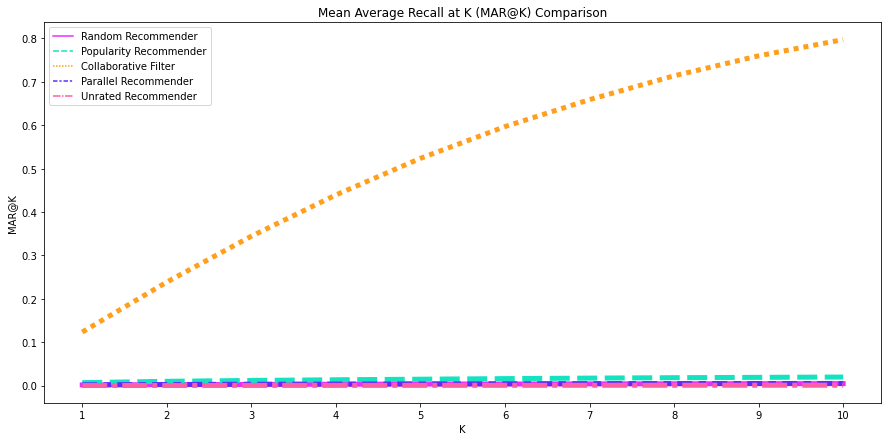 Mean Average Recall at K (MAR@K) Comparison
Random Recommender
Popularity Recommender
Collaborative Filter
Parallel Recommender
Unrated Recommender
0.8
0.7
0.6
0.5
0.4
0.3
0.2
0.1
0.0
MAR@K
1 2 3 4 5 6 7 8 9 10
K